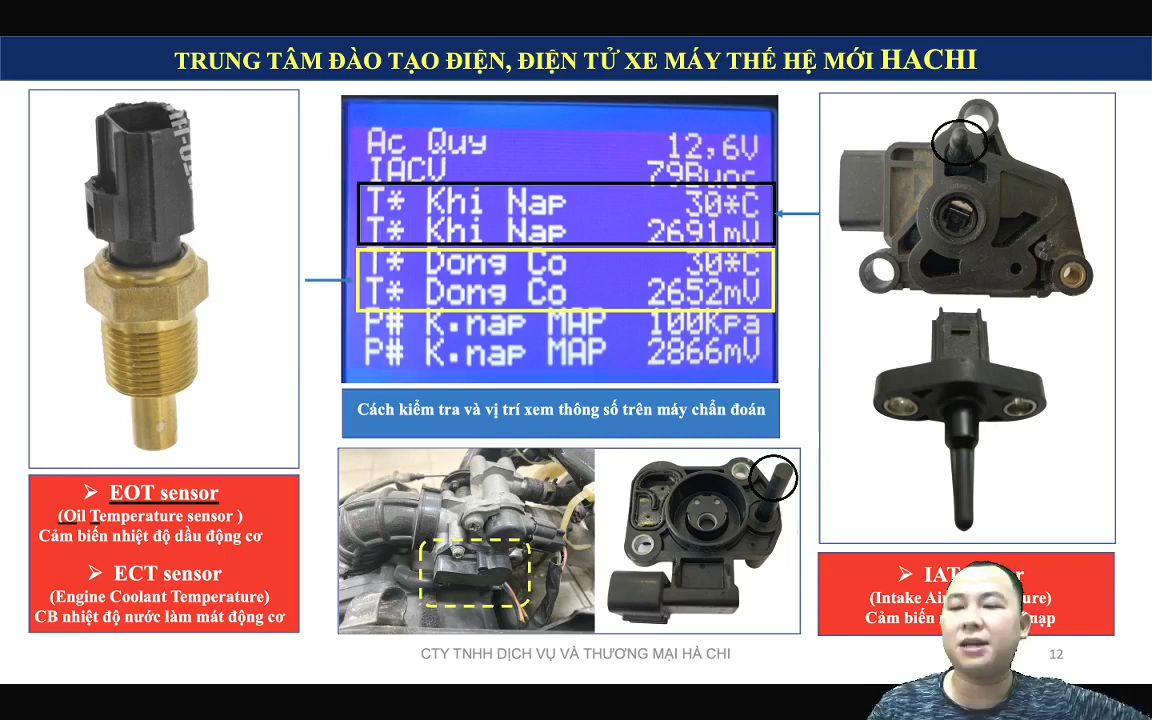 TRUNG TÂM ĐÀO TẠO ĐIỆN, ĐIỆN TỬ XE MÁY THẾ HỆ MỚI HACHI
Ac Quy 12,6V
IACV 79Buoc
T* Khi Nap 30*C
T* Khi Nap 2691mV
T* Dong Co 30*C
T* Dong Co 2652mV
P# K.nap MAP 100Kpa
P# K.nap MAP 2866mV
Cách kiểm tra và vị trí xem thông số trên máy chẩn đoán
➢ EOT sensor
(Oil Temperature sensor )
Cảm biến nhiệt độ dầu động cơ
➢ ECT sensor
(Engine Coolant Temperature)
CB nhiệt độ nước làm mát động cơ
➢ IAT
(Intake Air
Cảm biến
CTY TNHH DỊCH VỤ VÀ THƯƠNG MẠI HÀ CHI
12